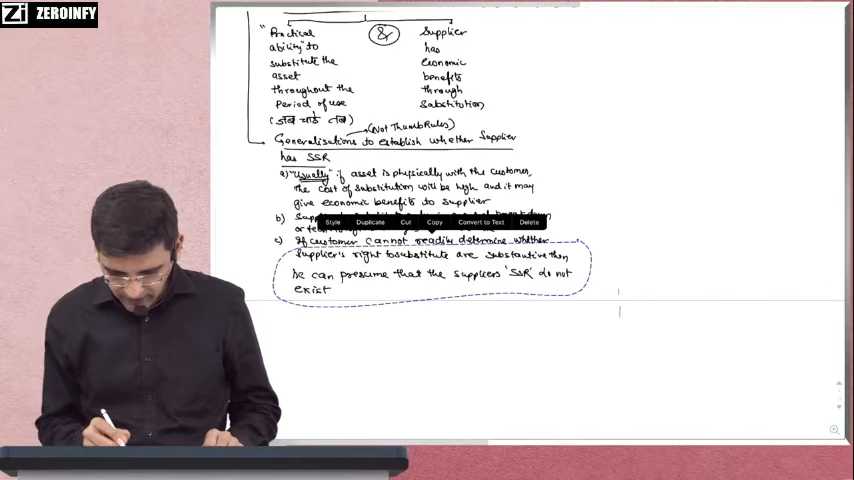 Zi ZEROINFY
"Practical ability" to substitute the asset throughout the Period of use
(जब चाहे तब)
&
Supplier has economic benefits through Substitution
Generalisations to establish whether Supplier
(Not Thumb Rules)
has SSR
a) "Usually" if asset is physically with the customer,
the cost of substitution will be high and it may
give economic benefits to supplier
b)
Style Duplicate Cut Copy Convert to Text Delete
or
c) If customer cannot readily determine whether
Supplier's right to substitute are substantive then
he can presume that the suppliers 'SSR' do not
exist